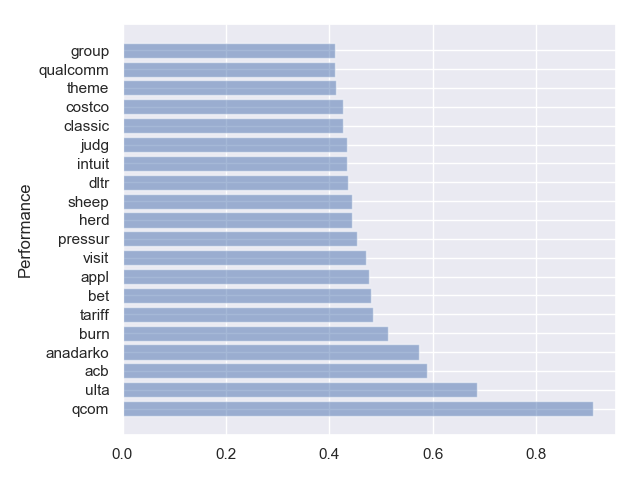 group
qualcomm
theme
costco
classic
judg
intuit
dltr
sheep
herd
pressur
visit
appl
bet
tariff
burn
anadarko
acb
ulta
qcom
Performance
0.0 0.2 0.4 0.6 0.8